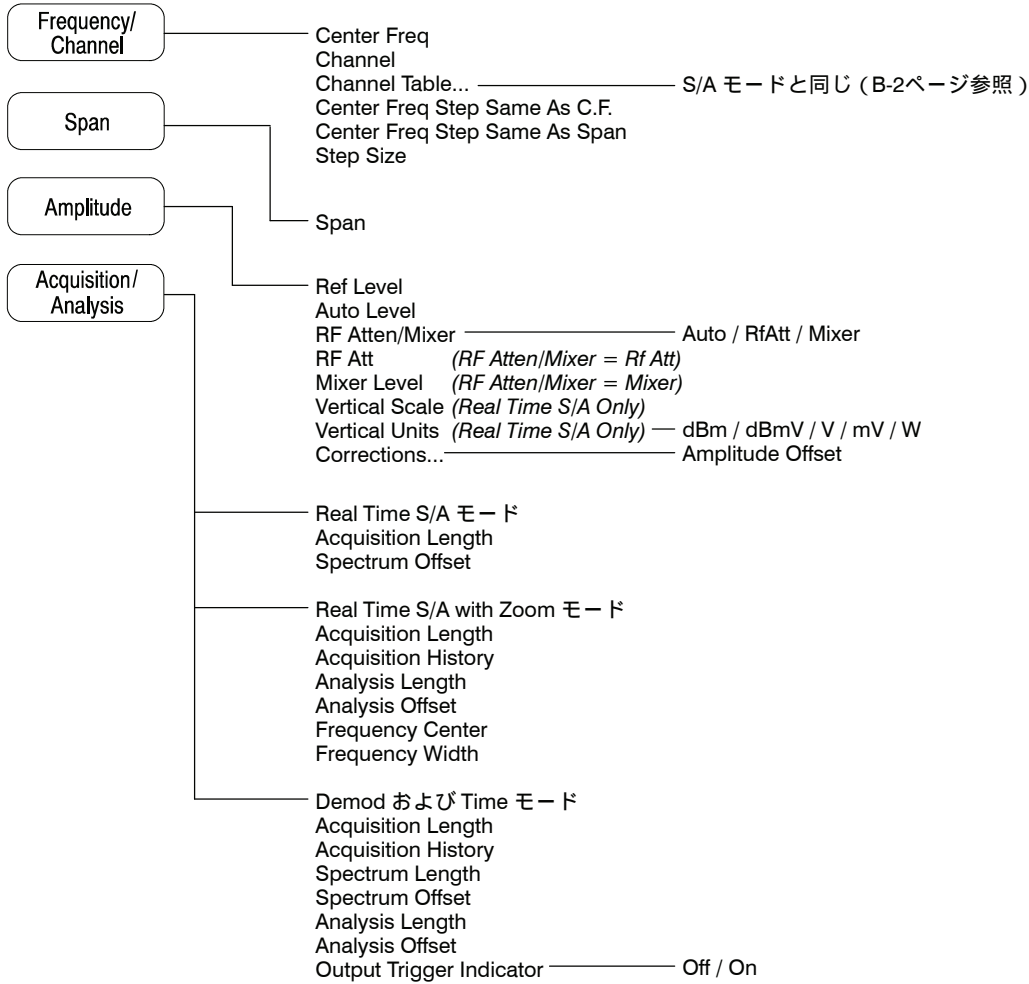 Frequency/
Channel
Center Freq
Channel
Channel Table... S/A モードと同じ（B-2ページ参照）
Center Freq Step Same As C.F.
Center Freq Step Same As Span
Step Size
Span
Span
Amplitude
Ref Level
Auto Level
RF Atten/Mixer Auto / RfAtt / Mixer
RF Att (RF Atten/Mixer = Rf Att)
Mixer Level (RF Atten/Mixer = Mixer)
Vertical Scale (Real Time S/A Only)
Vertical Units (Real Time S/A Only) dBm / dBmV / V / mV / W
Corrections... Amplitude Offset
Acquisition/
Analysis
Real Time S/A モード
Acquisition Length
Spectrum Offset
Real Time S/A with Zoom モード
Acquisition Length
Acquisition History
Analysis Length
Analysis Offset
Frequency Center
Frequency Width
Demod および Time モード
Acquisition Length
Acquisition History
Spectrum Length
Spectrum Offset
Analysis Length
Analysis Offset
Output Trigger Indicator Off / On